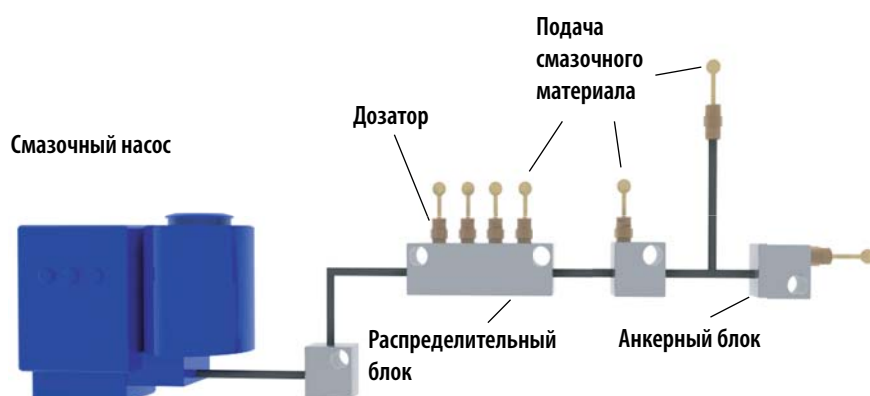 Подача
смазочного
материала
Дозатор
Смазочный насос
Распределительный
блок
Анкерный блок